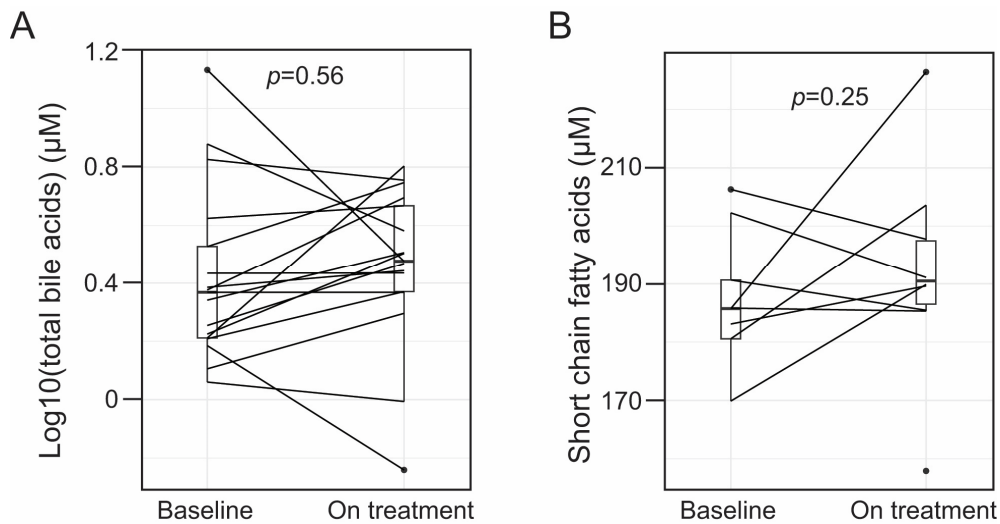 A
Log10(total bile acids) (μM)
1.2
0.8
0.4
0
p=0.56
Baseline
On treatment
B
Short chain fatty acids (μM)
210
190
170
p=0.25
Baseline
On treatment